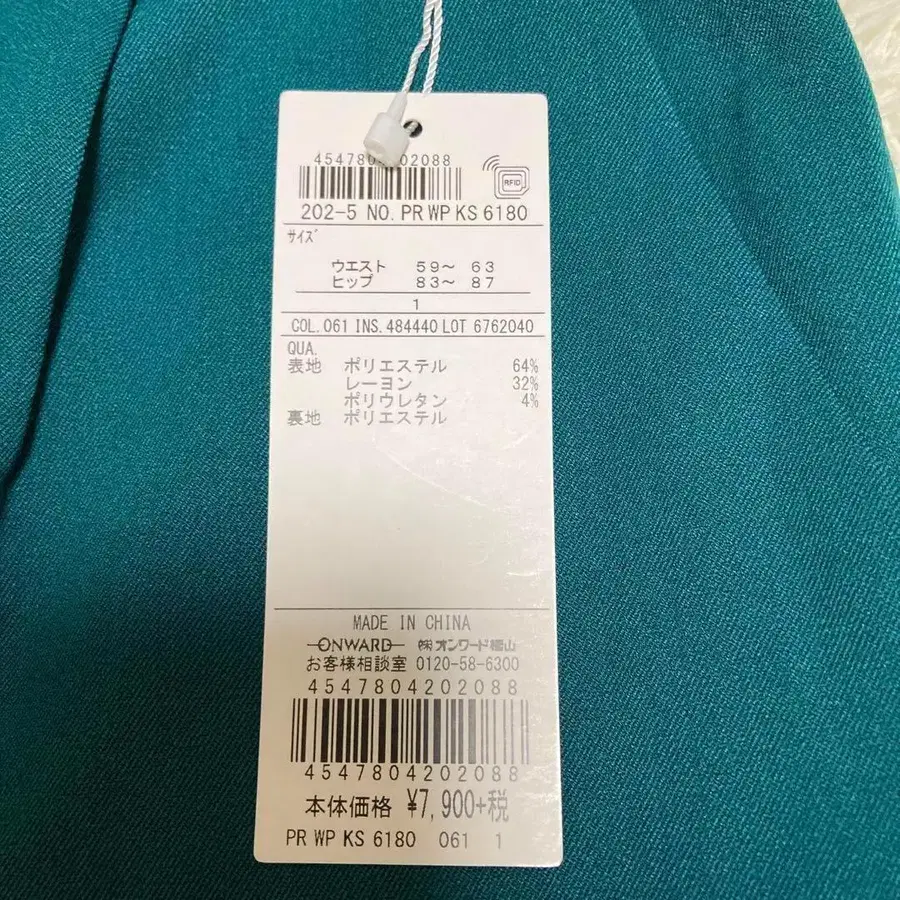 4547804202088
RFID
202-5 NO. PR WP KS 6180
サイズ
ウエスト 59～ 63
ヒップ 83～ 87
1
COL. 061 INS. 484440 LOT 6762040
QUA.
表地 ポリエステル 64%
レーヨン 32%
ポリウレタン 4%
裏地 ポリエステル
MADE IN CHINA
ONWARD ㈱オンワード樫山
お客様相談室 0120-58-6300
4547804202088
4547804202088
本体価格 ¥7,900+税
PR WP KS 6180 061 1